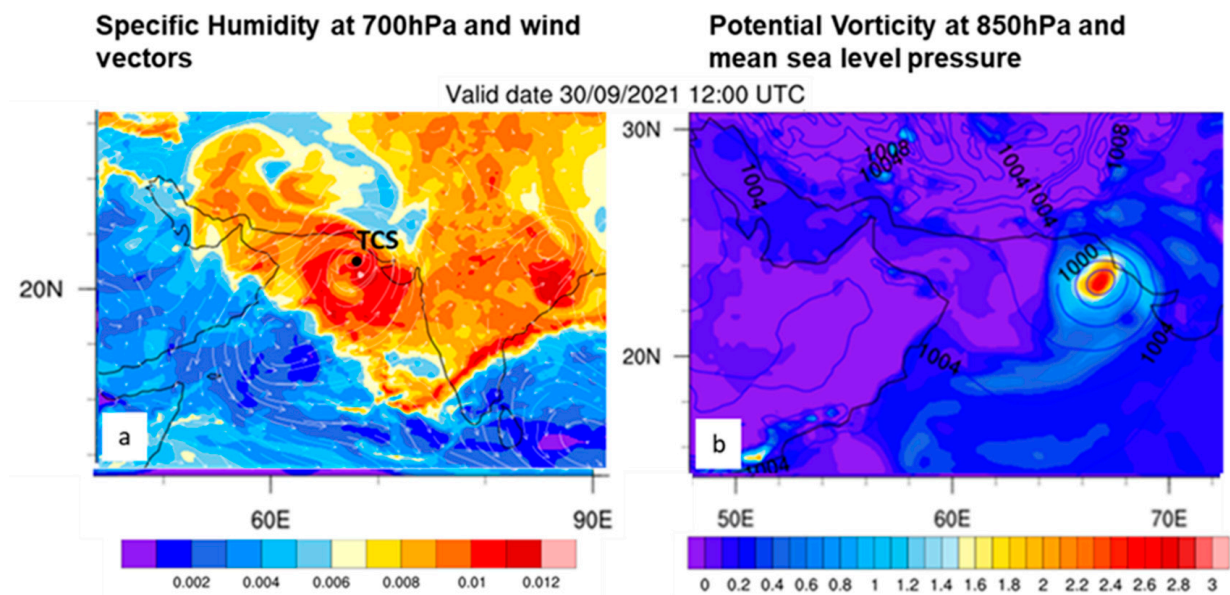 Specific Humidity at 700hPa and wind
vectors
Potential Vorticity at 850hPa and
mean sea level pressure
Valid date 30/09/2021 12:00 UTC
TCS
20N
a
60E
90E
0.002 0.004 0.006 0.008 0.01 0.012
30N
20N
1004
1008
1004
1004
1004
1008
1000
1004
1004
1004
b
50E
60E
70E
0 0.2 0.4 0.6 0.8 1 1.2 1.4 1.6 1.8 2 2.2 2.4 2.6 2.8 3